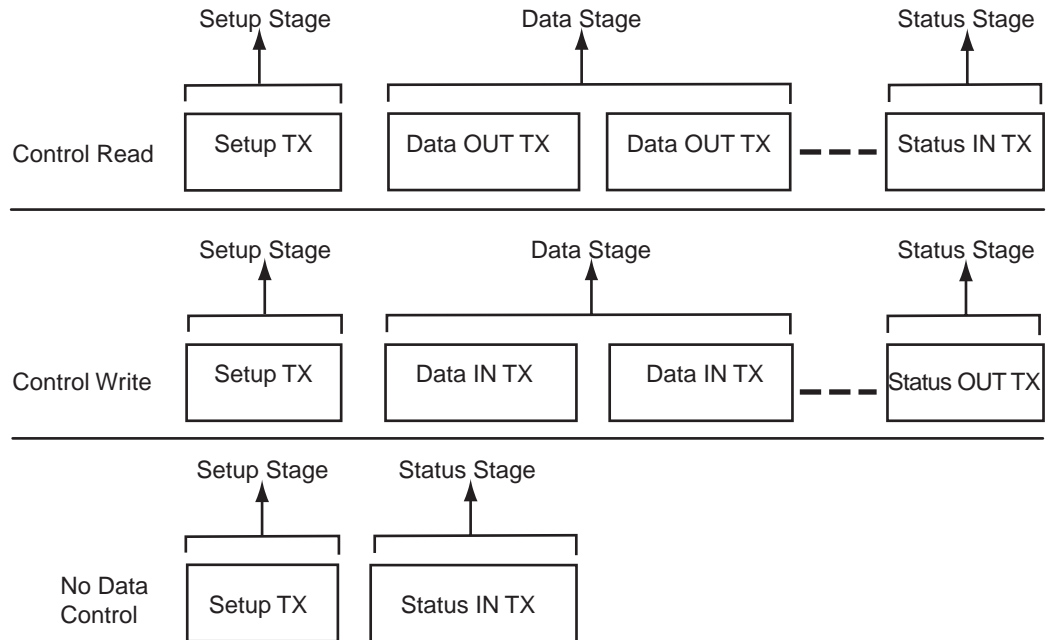 Setup Stage Data Stage Status Stage
Control Read Setup TX Data OUT TX Data OUT TX Status IN TX
Setup Stage Data Stage Status Stage
Control Write Setup TX Data IN TX Data IN TX Status OUT TX
Setup Stage Status Stage
No Data
Control Setup TX Status IN TX